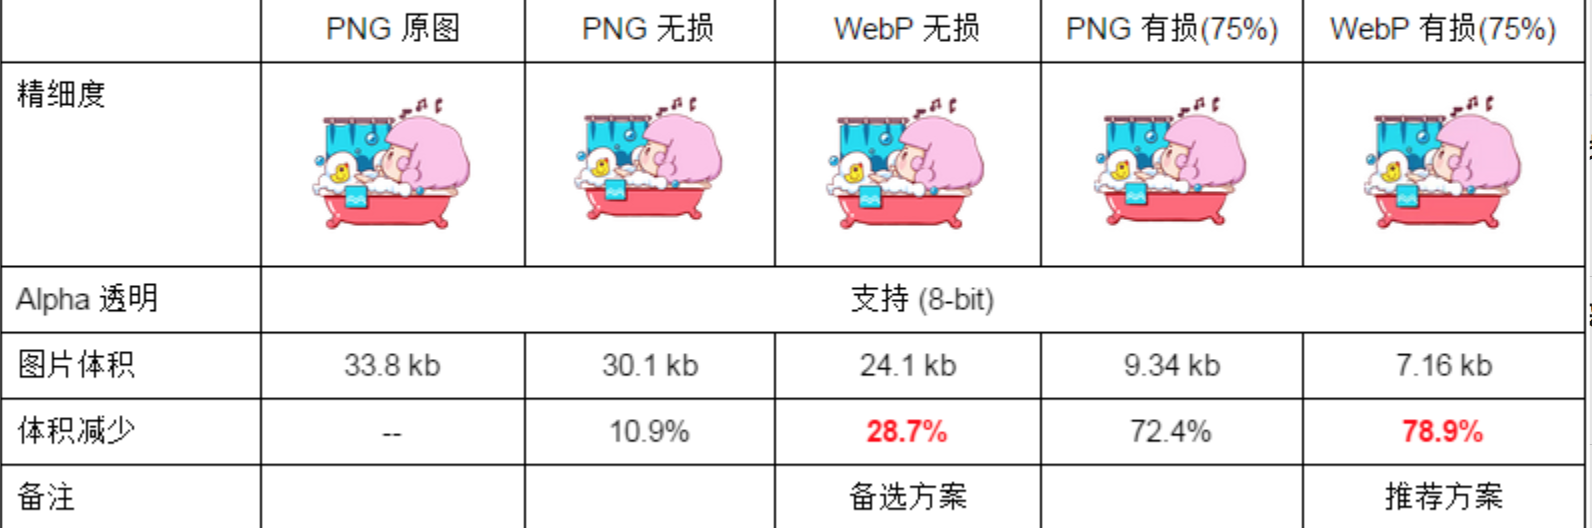 PNG 原图 PNG 无损 WebP 无损 PNG 有损(75%) WebP 有损(75%)
精细度
Alpha 透明 支持 (8-bit)
图片体积 33.8 kb 30.1 kb 24.1 kb 9.34 kb 7.16 kb
体积减少 -- 10.9% 28.7% 72.4% 78.9%
备注 备选方案 推荐方案